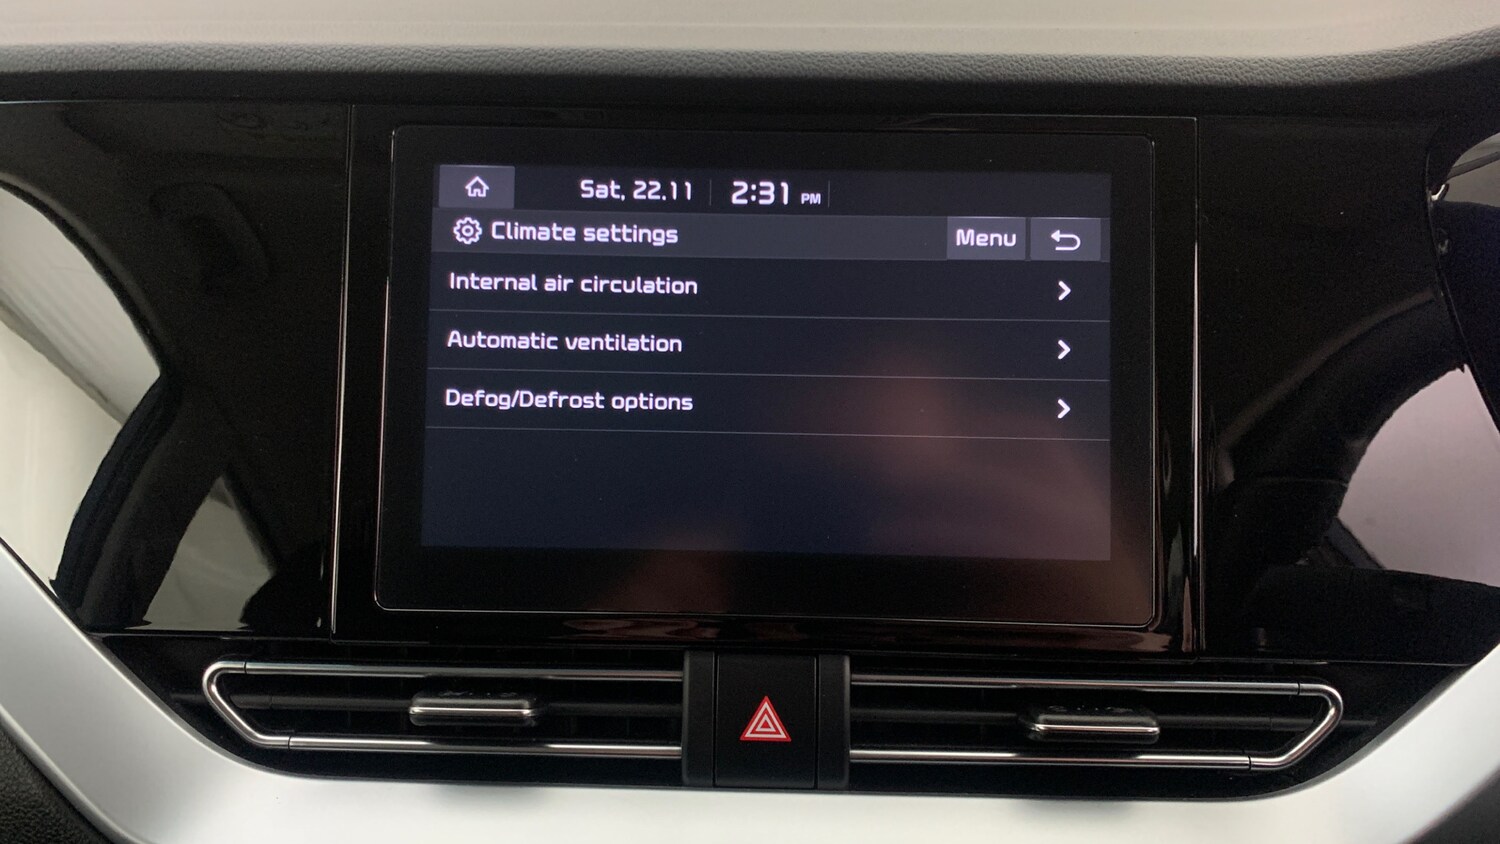 Sat, 22.11 2:31 PM
Climate settings Menu
Internal air circulation
Automatic ventilation
Defog/Defrost options